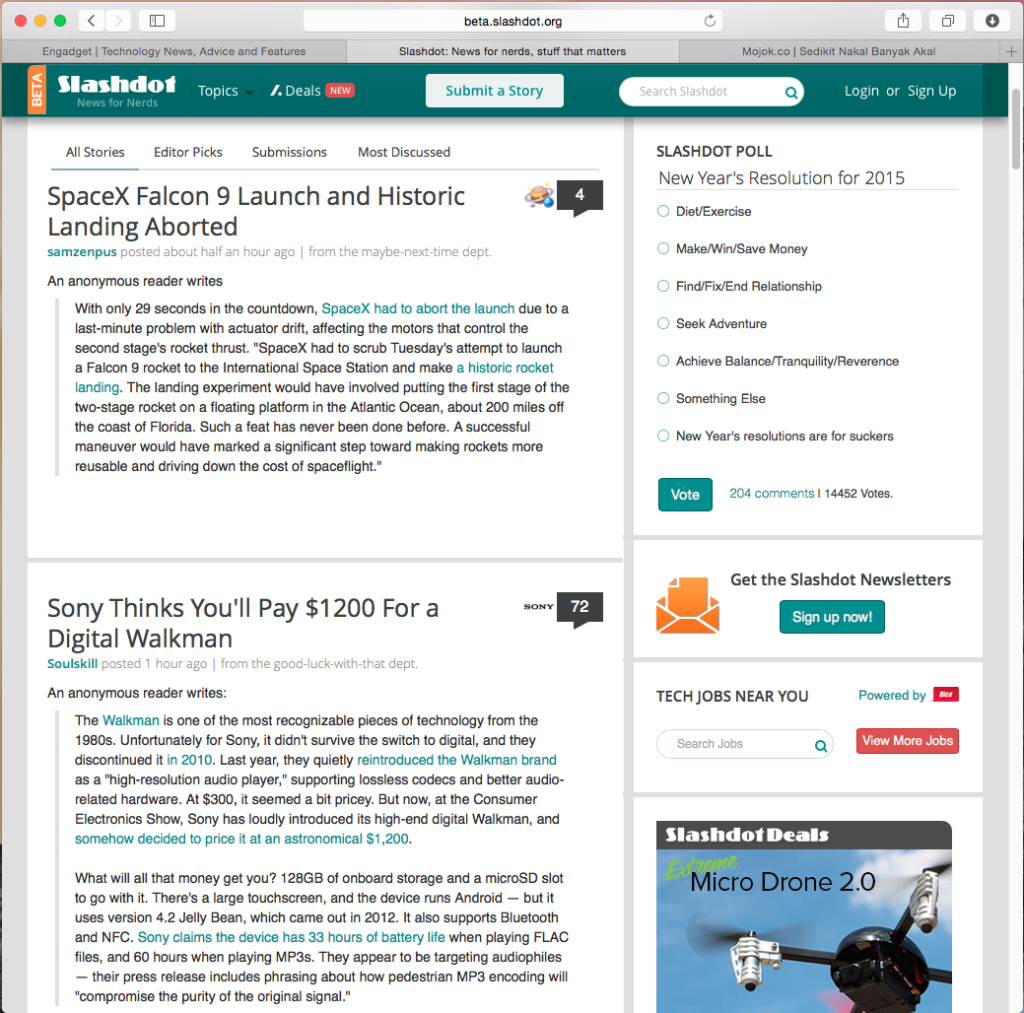 beta.slashdot.org
Engadget | Technology News, Advice and Features
Slashdot: News for nerds, stuff that matters
Mojok.co | Sedikit Nakal Banyak Akal
BETA
Slashdot
News for Nerds
Topics
Deals NEW
Submit a Story
Search Slashdot
Login or Sign Up
All Stories Editor Picks Submissions Most Discussed
SpaceX Falcon 9 Launch and Historic
Landing Aborted
4
samzenpus posted about half an hour ago | from the maybe-next-time dept.
An anonymous reader writes
With only 29 seconds in the countdown, SpaceX had to abort the launch due to a
last-minute problem with actuator drift, affecting the motors that control the
second stage's rocket thrust. "SpaceX had to scrub Tuesday's attempt to launch
a Falcon 9 rocket to the International Space Station and make a historic rocket
landing. The landing experiment would have involved putting the first stage of the
two-stage rocket on a floating platform in the Atlantic Ocean, about 200 miles off
the coast of Florida. Such a feat has never been done before. A successful
maneuver would have marked a significant step toward making rockets more
reusable and driving down the cost of spaceflight."
Sony Thinks You'll Pay $1200 For a
Digital Walkman
SONY
72
Soulskill posted 1 hour ago | from the good-luck-with-that dept.
An anonymous reader writes:
The Walkman is one of the most recognizable pieces of technology from the
1980s. Unfortunately for Sony, it didn't survive the switch to digital, and they
discontinued it in 2010. Last year, they quietly reintroduced the Walkman brand
as a "high-resolution audio player," supporting lossless codecs and better audio-
related hardware. At $300, it seemed a bit pricey. But now, at the Consumer
Electronics Show, Sony has loudly introduced its high-end digital Walkman, and
somehow decided to price it at an astronomical $1,200.
What will all that money get you? 128GB of onboard storage and a microSD slot
to go with it. There's a large touchscreen, and the device runs Android — but it
uses version 4.2 Jelly Bean, which came out in 2012. It also supports Bluetooth
and NFC. Sony claims the device has 33 hours of battery life when playing FLAC
files, and 60 hours when playing MP3s. They appear to be targeting audiophiles
— their press release includes phrasing about how pedestrian MP3 encoding will
"compromise the purity of the original signal."
SLASHDOT POLL
New Year's Resolution for 2015
Diet/Exercise
Make/Win/Save Money
Find/Fix/End Relationship
Seek Adventure
Achieve Balance/Tranquility/Reverence
Something Else
New Year's resolutions are for suckers
Vote
204 comments | 14452 Votes.
Get the Slashdot Newsletters
Sign up now!
TECH JOBS NEAR YOU
Powered by Dice
Search Jobs
View More Jobs
Slashdot Deals
Extreme
Micro Drone 2.0